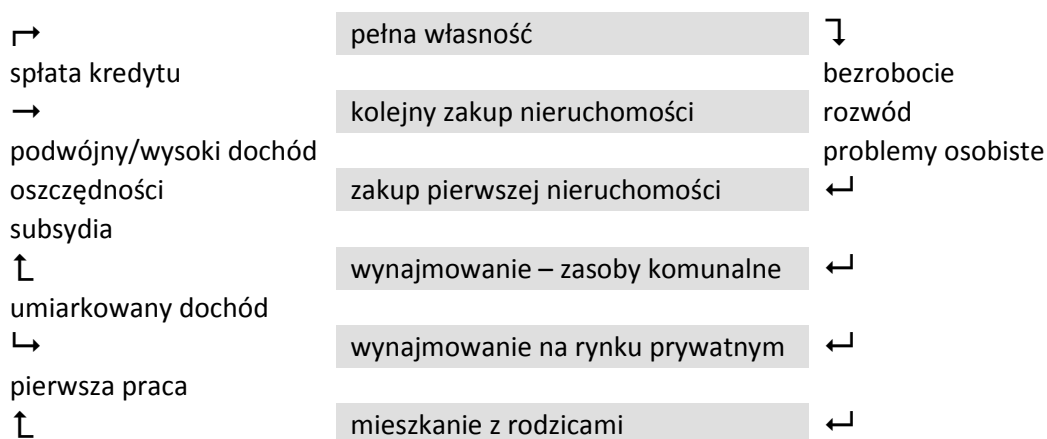 ↱ pełna własność ↴
spłata kredytu bezrobocie
→ kolejny zakup nieruchomości rozwód
podwójny/wysoki dochód problemy osobiste
oszczędności zakup pierwszej nieruchomości ↵
subsydia
↥ wynajmowanie – zasoby komunalne ↵
umiarkowany dochód
↳ wynajmowanie na rynku prywatnym ↵
pierwsza praca
↥ mieszkanie z rodzicami ↵